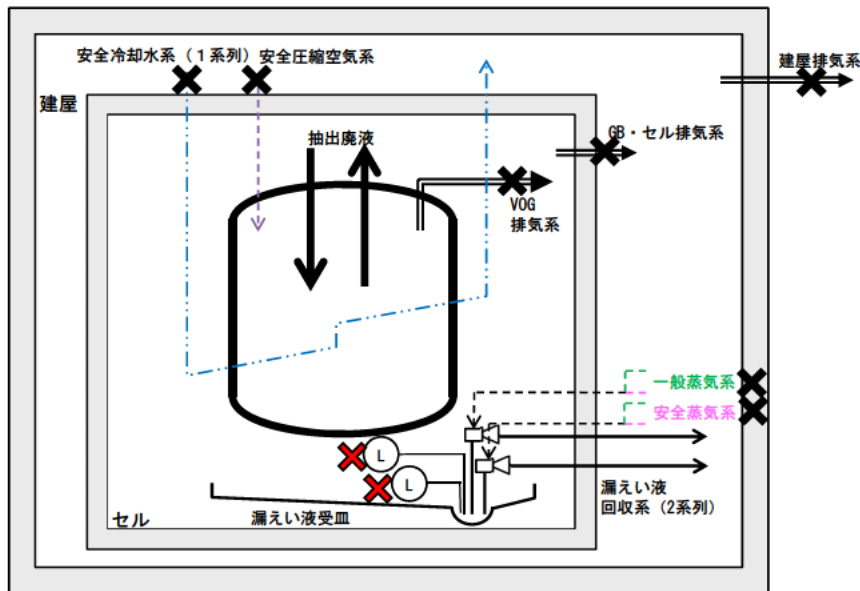 安全冷却水系（１系列）安全圧縮空気系
建屋排気系
建屋
抽出廃液
GB・セル排気系
VOG
排気系
一般蒸気系
安全蒸気系
L
L
漏えい液
回収系（2系列）
漏えい液受皿
セル